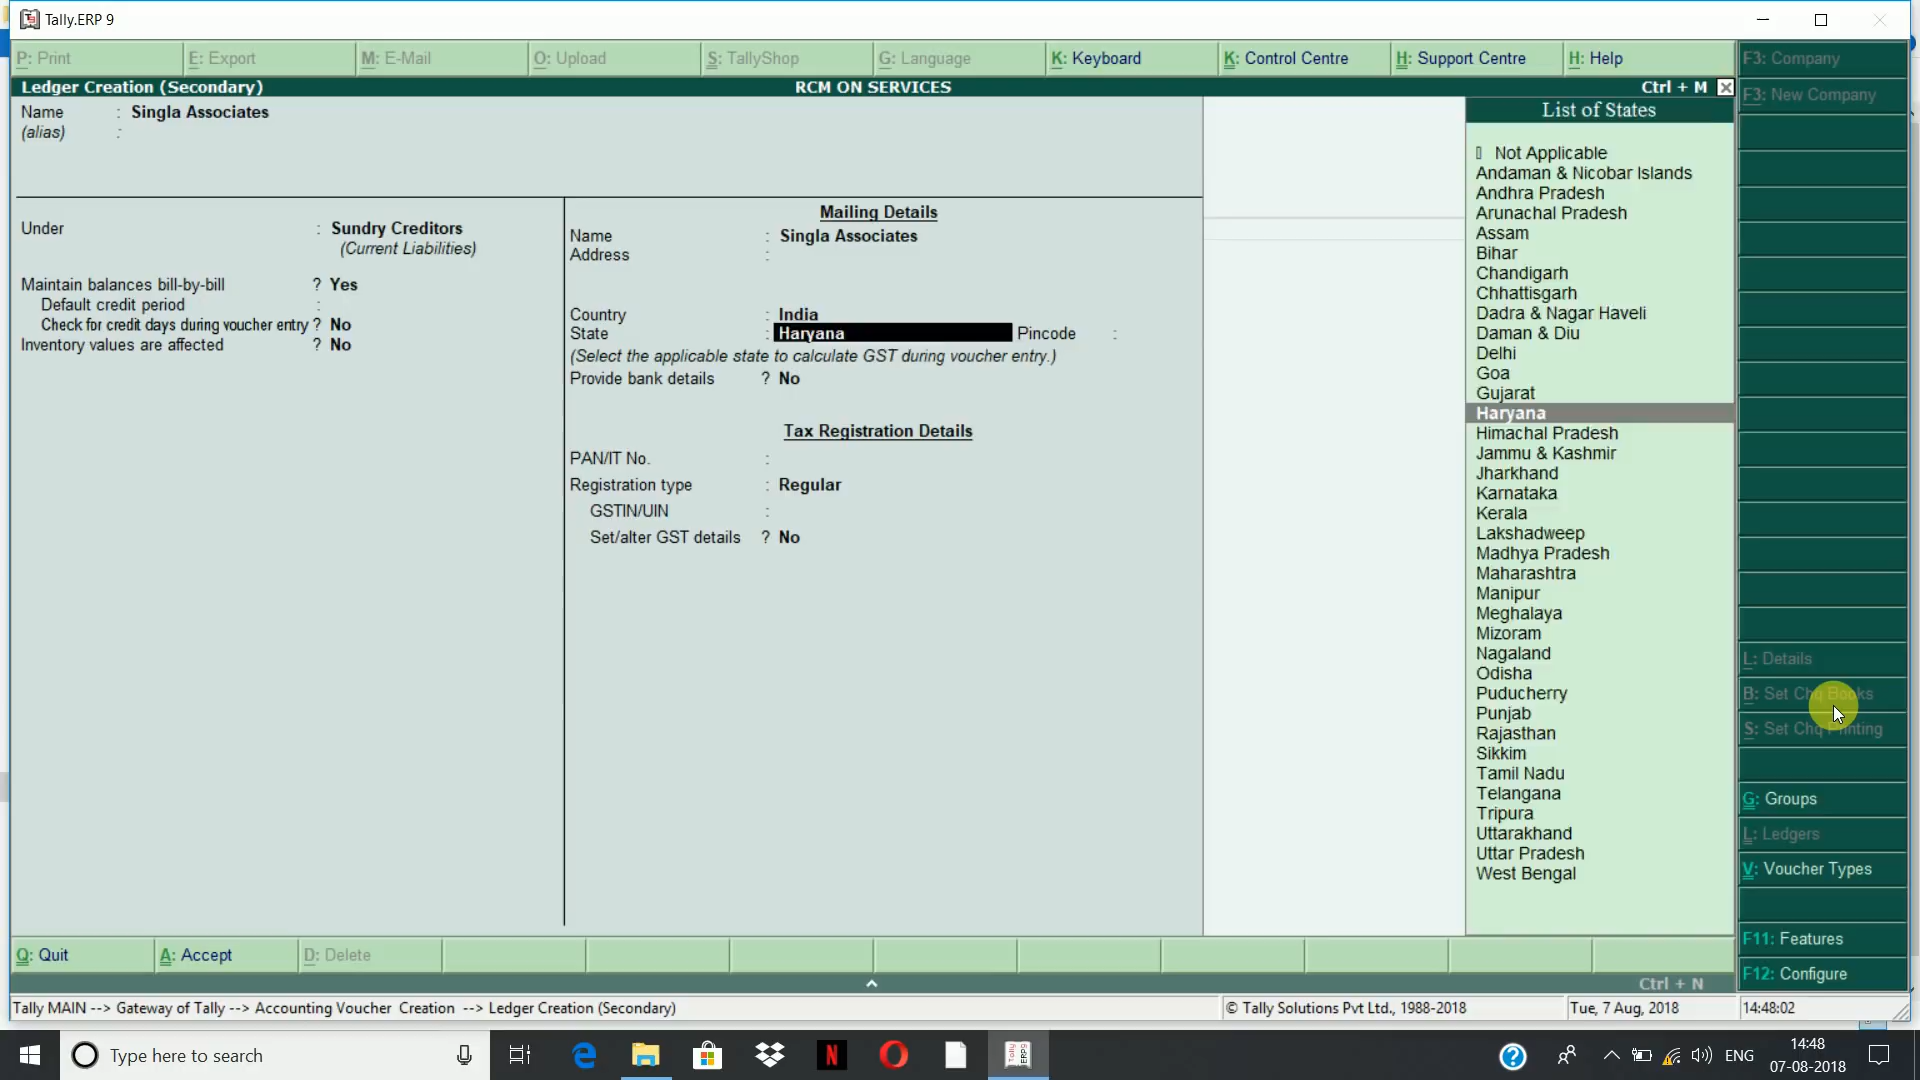 Tally.ERP 9
P: Print E: Export M: E-Mail O: Upload S: TallyShop G: Language K: Keyboard K: Control Centre H: Support Centre H: Help
F3: Company
Ledger Creation (Secondary) RCM ON SERVICES Ctrl + M
F3: New Company
Name : Singla Associates
(alias) :
Under : Sundry Creditors
(Current Liabilities)
Maintain balances bill-by-bill ? Yes
Default credit period :
Check for credit days during voucher entry ? No
Inventory values are affected ? No
Mailing Details
Name : Singla Associates
Address :
Country : India
State : Haryana Pincode :
(Select the applicable state to calculate GST during voucher entry.)
Provide bank details ? No
Tax Registration Details
PAN/IT No. :
Registration type : Regular
GSTIN/UIN :
Set/alter GST details ? No
List of States
Not Applicable
Andaman & Nicobar Islands
Andhra Pradesh
Arunachal Pradesh
Assam
Bihar
Chandigarh
Chhattisgarh
Dadra & Nagar Haveli
Daman & Diu
Delhi
Goa
Gujarat
Haryana
Himachal Pradesh
Jammu & Kashmir
Jharkhand
Karnataka
Kerala
Lakshadweep
Madhya Pradesh
Maharashtra
Manipur
Meghalaya
Mizoram
Nagaland
Odisha
Puducherry
Punjab
Rajasthan
Sikkim
Tamil Nadu
Telangana
Tripura
Uttarakhand
Uttar Pradesh
West Bengal
L: Details
B: Set Chq Books
S: Set Chq Printing
G: Groups
L: Ledgers
V: Voucher Types
F11: Features
F12: Configure
Q: Quit A: Accept D: Delete
Ctrl + N
Tally MAIN --> Gateway of Tally --> Accounting Voucher Creation --> Ledger Creation (Secondary) © Tally Solutions Pvt Ltd., 1988-2018 Tue, 7 Aug, 2018 14:48:02
Type here to search
ENG
14:48
07-08-2018